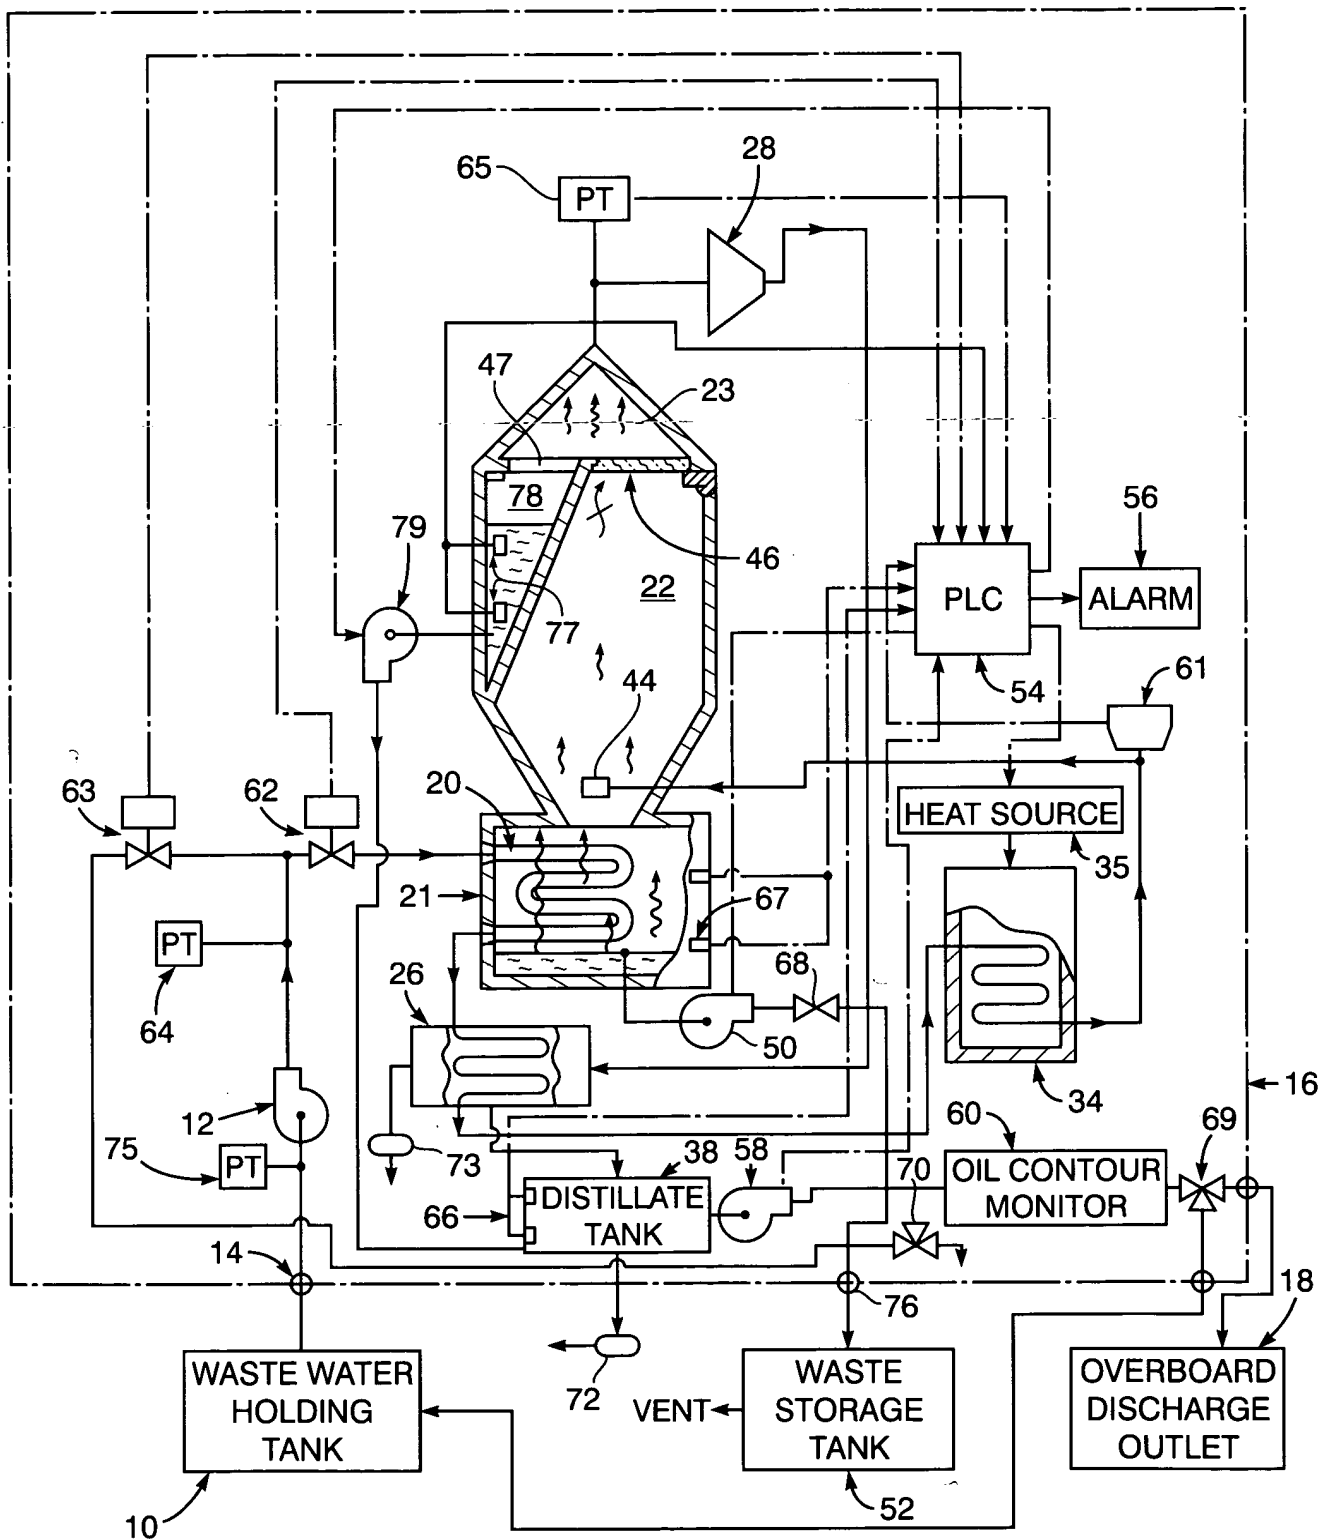 28
65
PT
47
23
78
79
46
22
77
56
PLC
ALARM
54
61
44
63
62
20
HEAT SOURCE
35
21
67
PT
64
26
68
50
34
16
12
75
PT
73
60
69
38
58
70
OIL CONTOUR
MONITOR
DISTILLATE
TANK
66
14
76
18
72
WASTE WATER
HOLDING
TANK
VENT
WASTE
STORAGE
TANK
OVERBOARD
DISCHARGE
OUTLET
10
52